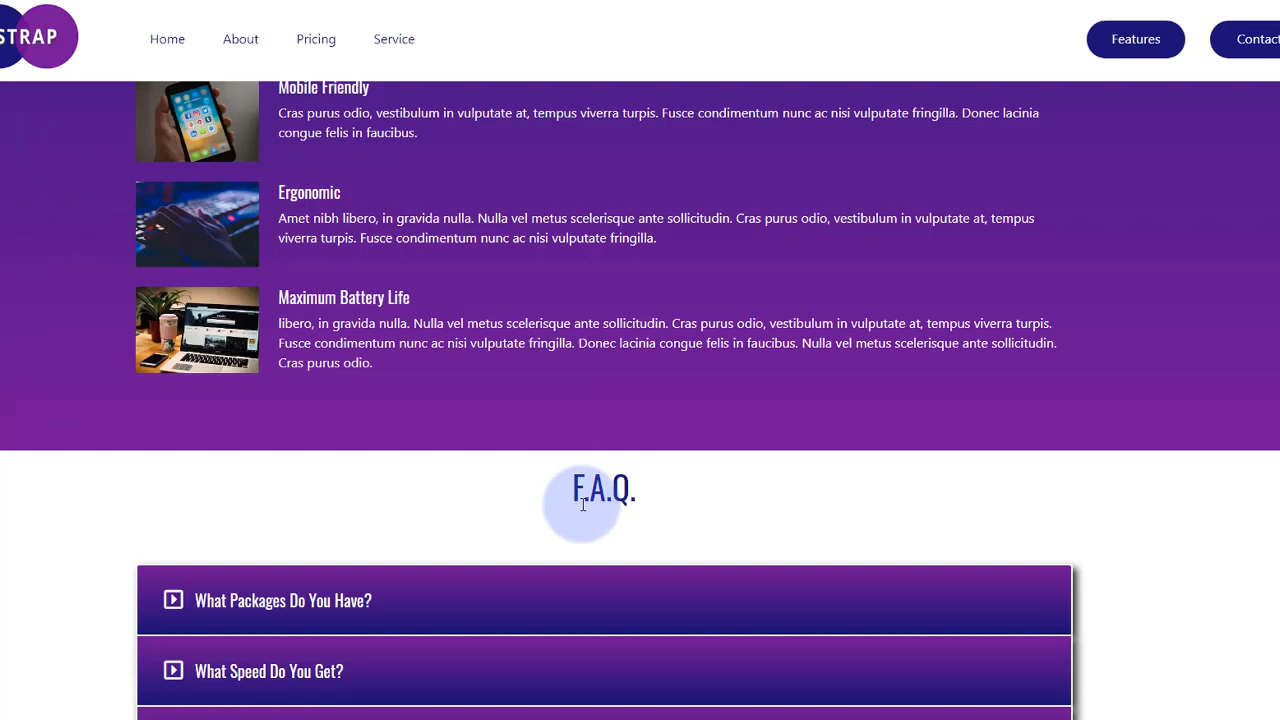 STRAP
Home About Pricing Service Features Contact
Mobile Friendly
Cras purus odio, vestibulum in vulputate at, tempus viverra turpis. Fusce condimentum nunc ac nisi vulputate fringilla. Donec lacinia
congue felis in faucibus.
Ergonomic
Amet nibh libero, in gravida nulla. Nulla vel metus scelerisque ante sollicitudin. Cras purus odio, vestibulum in vulputate at, tempus
viverra turpis. Fusce condimentum nunc ac nisi vulputate fringilla.
Maximum Battery Life
libero, in gravida nulla. Nulla vel metus scelerisque ante sollicitudin. Cras purus odio, vestibulum in vulputate at, tempus viverra turpis.
Fusce condimentum nunc ac nisi vulputate fringilla. Donec lacinia congue felis in faucibus. Nulla vel metus scelerisque ante sollicitudin.
Cras purus odio.
F.A.Q.
What Packages Do You Have?
What Speed Do You Get?